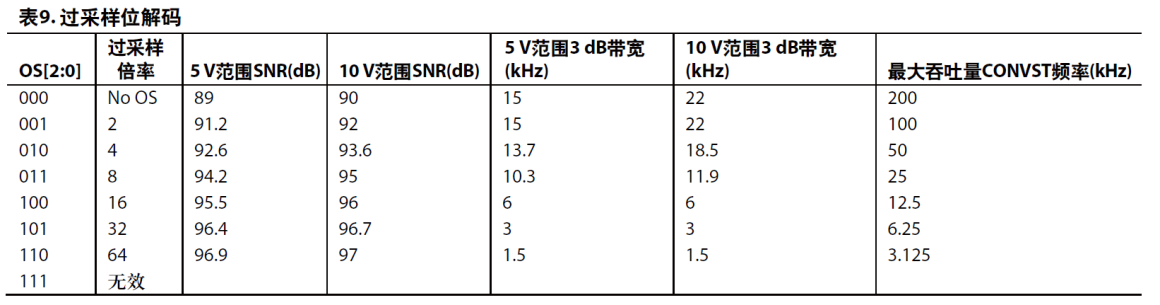 表9. 过采样位解码
OS[2:0] 过采样倍率 5 V范围SNR(dB) 10 V范围SNR(dB) 5 V范围3 dB带宽(kHz) 10 V范围3 dB带宽(kHz) 最大吞吐量CONVST频率(kHz)
000 No OS 89 90 15 22 200
001 2 91.2 92 15 22 100
010 4 92.6 93.6 13.7 18.5 50
011 8 94.2 95 10.3 11.9 25
100 16 95.5 96 6 6 12.5
101 32 96.4 96.7 3 3 6.25
110 64 96.9 97 1.5 1.5 3.125
111 无效